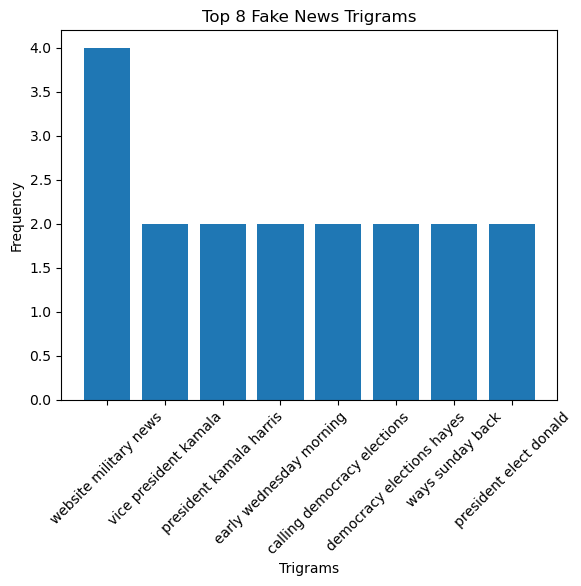 Top 8 Fake News Trigrams
Frequency
4.0
3.5
3.0
2.5
2.0
1.5
1.0
0.5
0.0
website military news
vice president kamala
president kamala harris
early wednesday morning
calling democracy elections
democracy elections hayes
ways sunday back
president elect donald
Trigrams